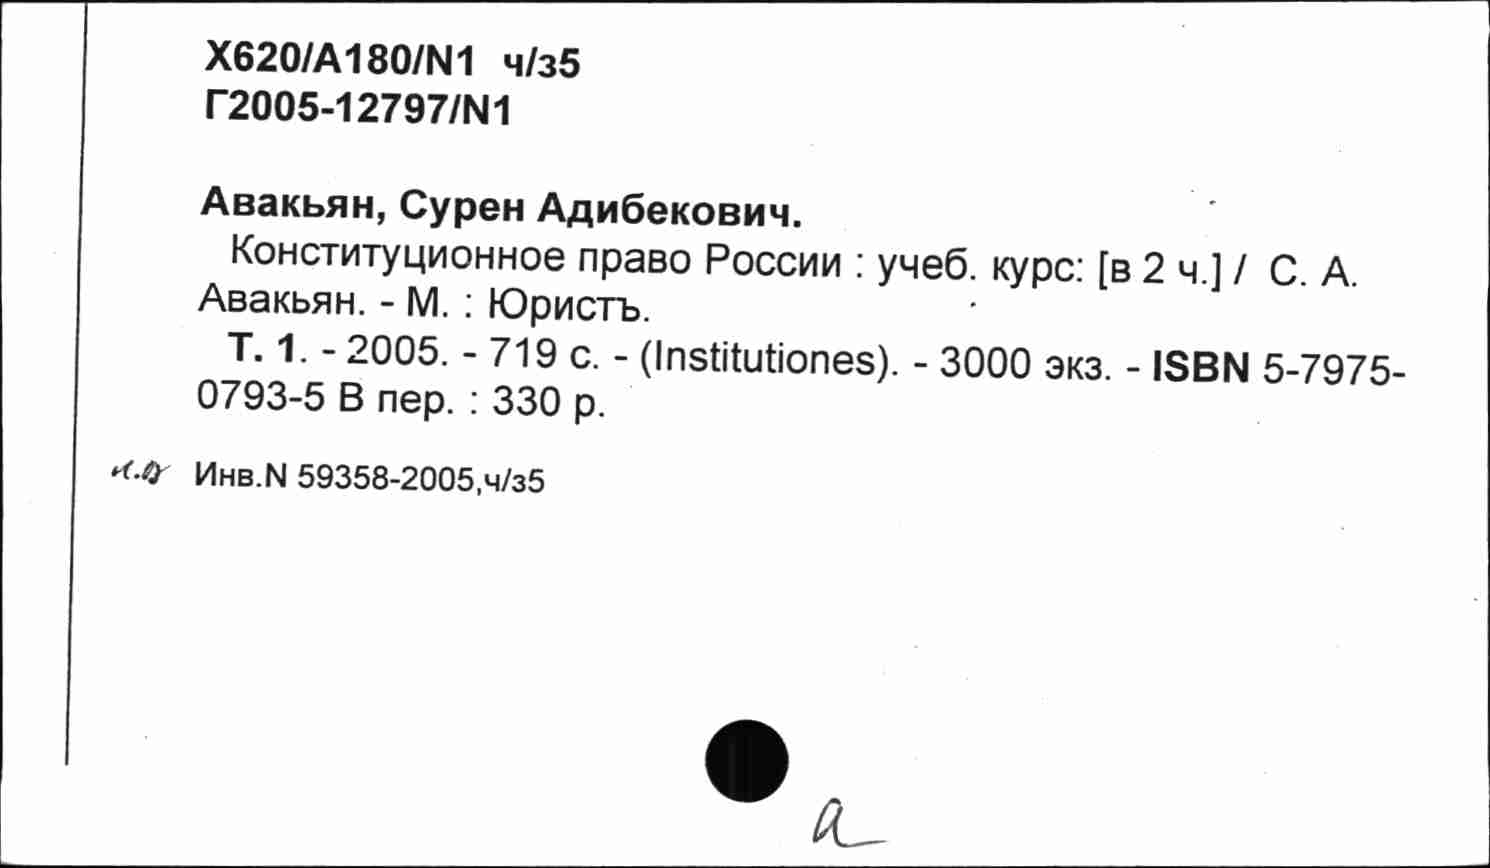 Х620/А180/N1 ч/з5
Г2005-12797/N1
Авакьян, Сурен Адибекович.
Конституционное право России : учеб. курс: [в 2 ч.] / С. А.
Авакьян. - М. : Юристъ.
Т. 1. - 2005. - 719 с. - (Institutiones). - 3000 экз. - ISBN 5-7975-
0793-5 В пер. : 330 р.
Инв.N 59358-2005,ч/з5
а